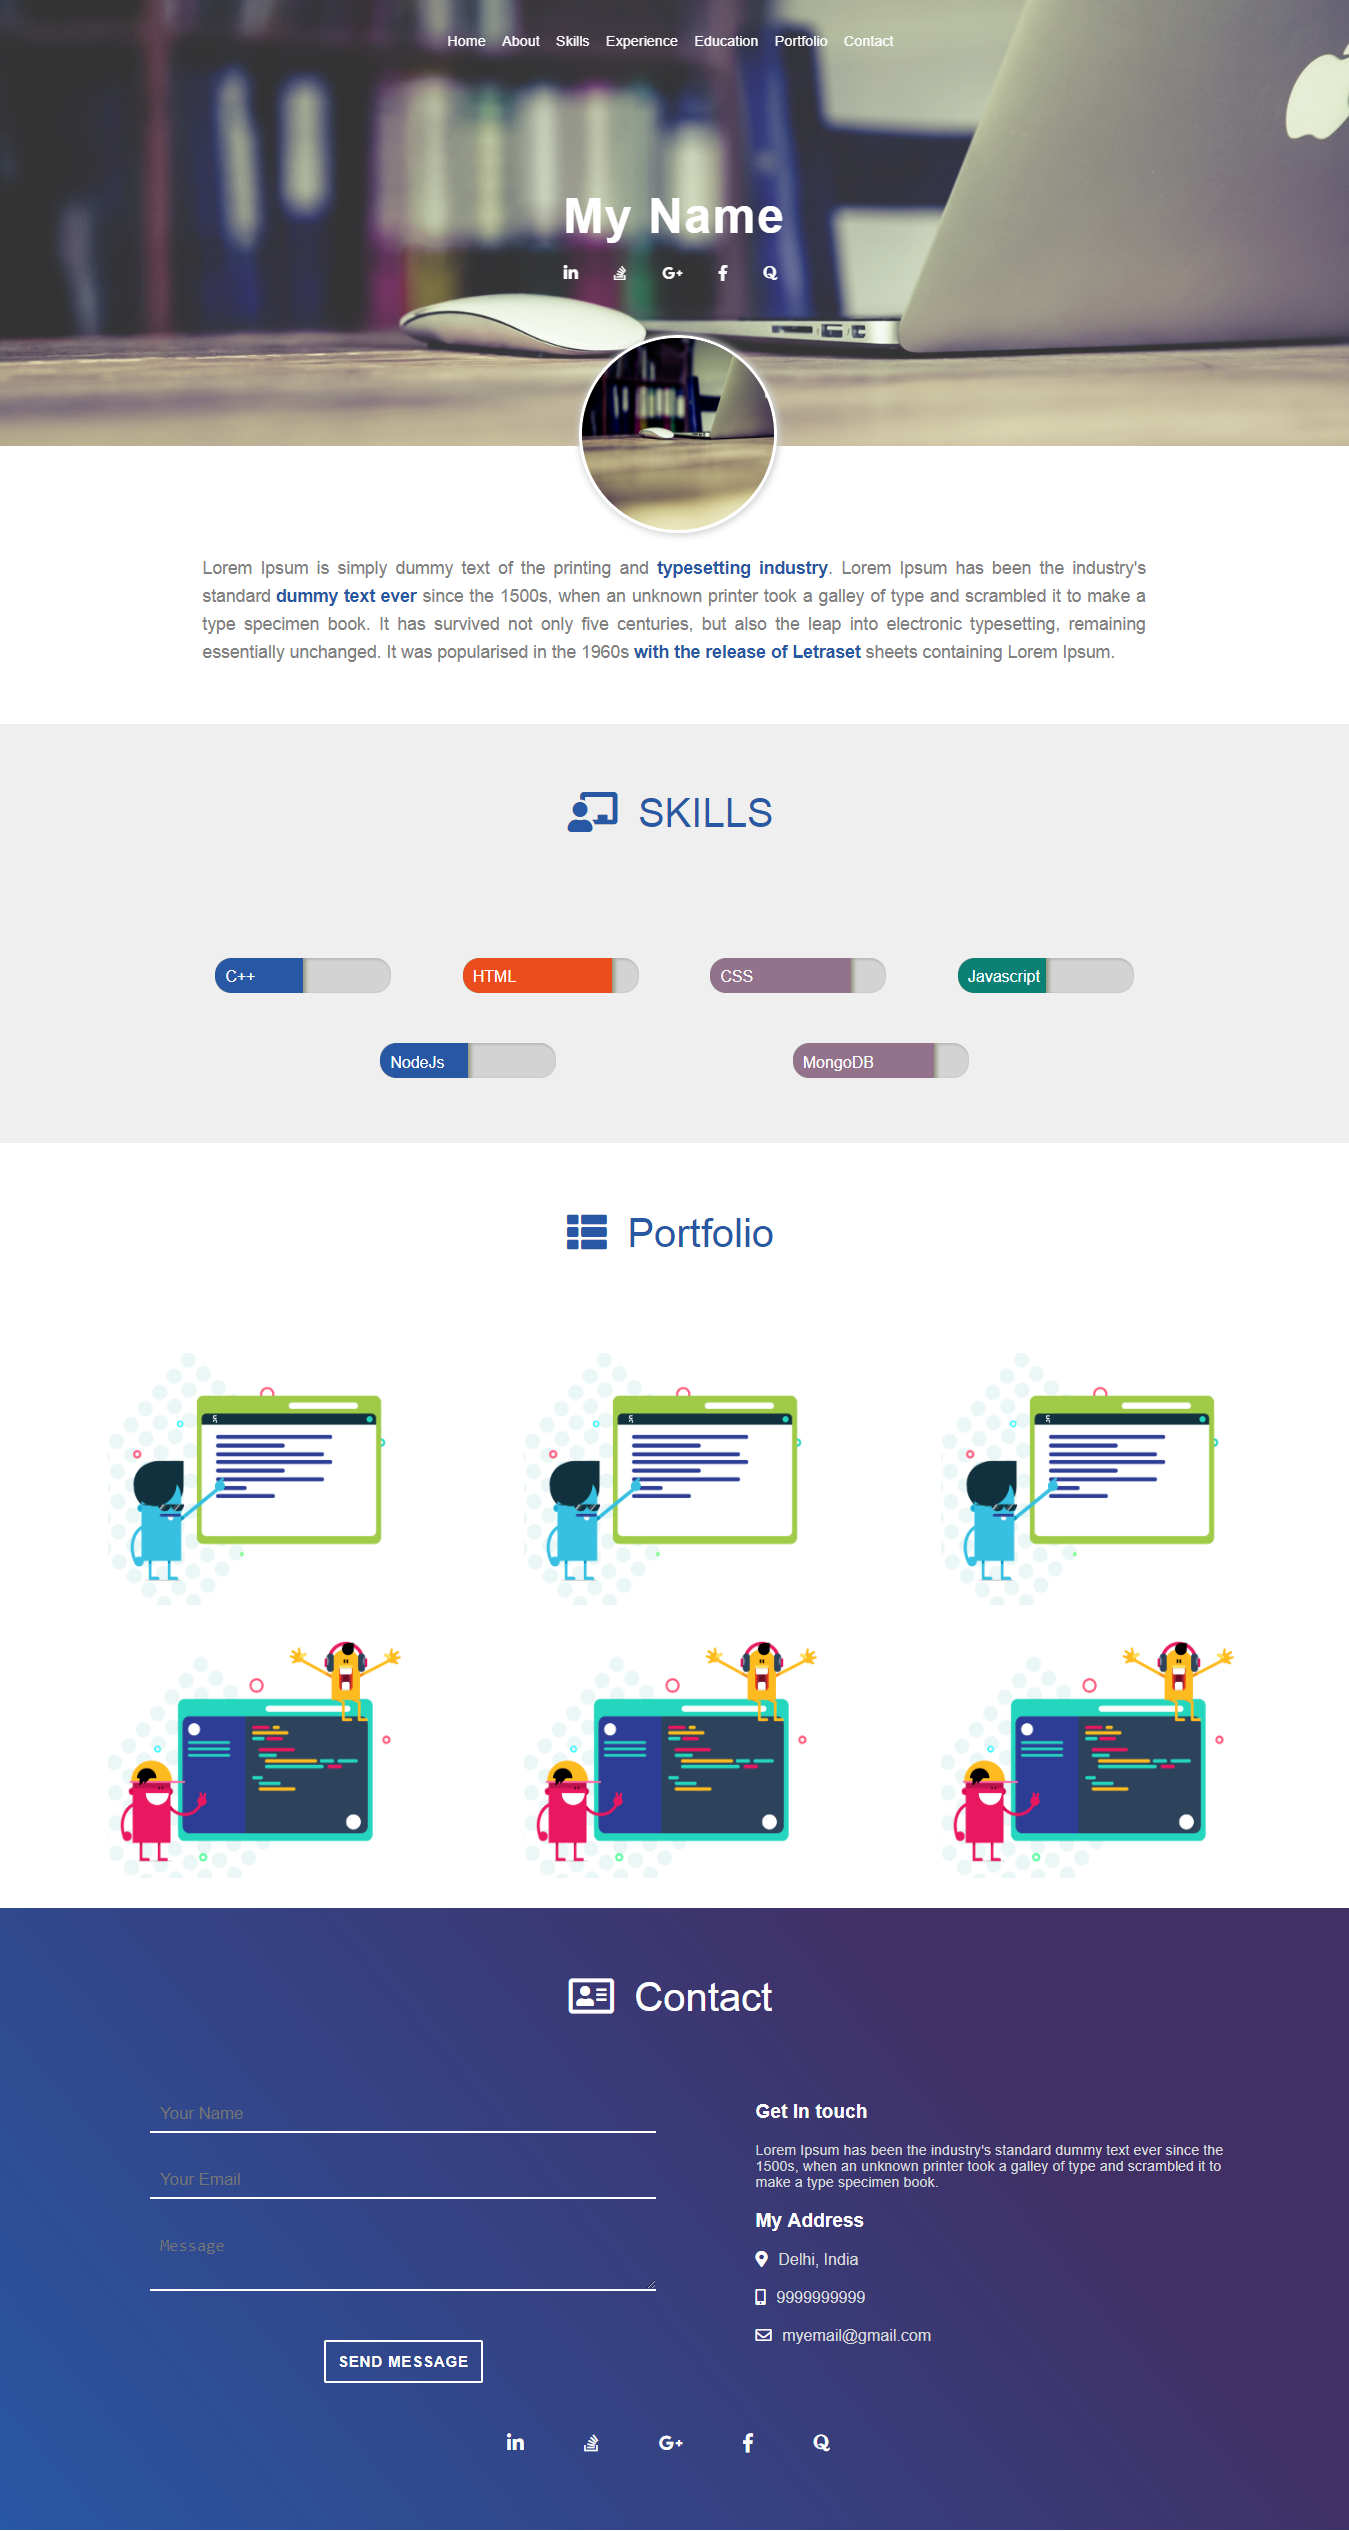 Home About Skills Experience Education Portfolio Contact
My Name
Lorem Ipsum is simply dummy text of the printing and typesetting industry. Lorem Ipsum has been the industry's
standard dummy text ever since the 1500s, when an unknown printer took a galley of type and scrambled it to make a
type specimen book. It has survived not only five centuries, but also the leap into electronic typesetting, remaining
essentially unchanged. It was popularised in the 1960s with the release of Letraset sheets containing Lorem Ipsum.
SKILLS
C++ HTML CSS Javascript
NodeJs MongoDB
Portfolio
Contact
Your Name
Your Email
Message
SEND MESSAGE
Get In touch
Lorem Ipsum has been the industry's standard dummy text ever since the
1500s, when an unknown printer took a galley of type and scrambled it to
make a type specimen book.
My Address
Delhi, India
9999999999
myemail@gmail.com